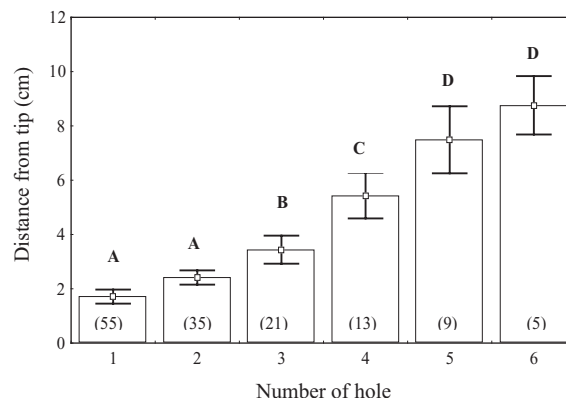 12
10
8
6
4
2
0
Distance from tip (cm)
A
A
B
C
D
D
(55)
(35)
(21)
(13)
(9)
(5)
1
2
3
4
5
6
Number of hole